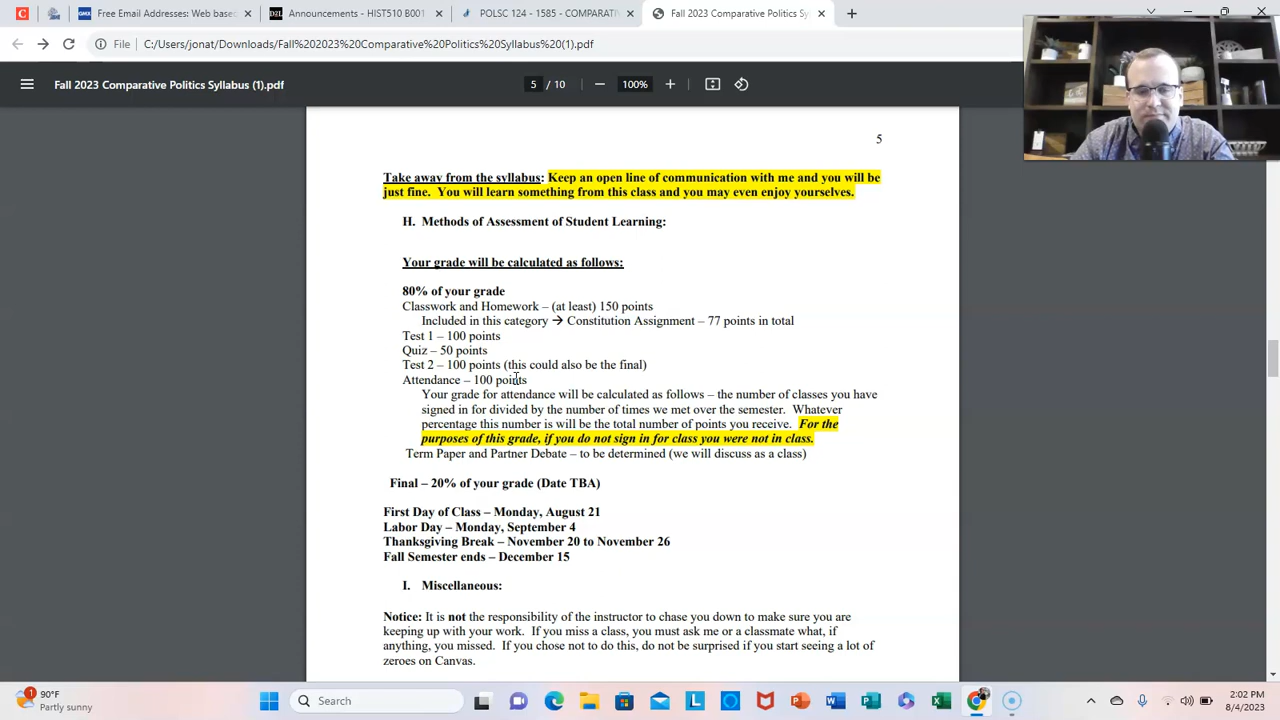 Free Email Addresses: Web based
Announcements – HIST510 B001
POLSC 124 - 1585 - COMPARATI
Fall 2023 Comparative Politics Sy
File
C:/Users/jonat/Downloads/Fall%202023%20Comparative%20Politics%20Syllabus%20(1).pdf
Fall 2023 Comparative Politics Syllabus (1).pdf
5 / 10
100%
5
Take away from the syllabus: Keep an open line of communication with me and you will be
just fine. You will learn something from this class and you may even enjoy yourselves.
H. Methods of Assessment of Student Learning:
Your grade will be calculated as follows:
80% of your grade
Classwork and Homework – (at least) 150 points
Included in this category → Constitution Assignment – 77 points in total
Test 1 – 100 points
Quiz – 50 points
Test 2 – 100 points (this could also be the final)
Attendance – 100 points
Your grade for attendance will be calculated as follows – the number of classes you have
signed in for divided by the number of times we met over the semester. Whatever
percentage this number is will be the total number of points you receive. For the
purposes of this grade, if you do not sign in for class you were not in class.
Term Paper and Partner Debate – to be determined (we will discuss as a class)
Final – 20% of your grade (Date TBA)
First Day of Class – Monday, August 21
Labor Day – Monday, September 4
Thanksgiving Break – November 20 to November 26
Fall Semester ends – December 15
I. Miscellaneous:
Notice: It is not the responsibility of the instructor to chase you down to make sure you are
keeping up with your work. If you miss a class, you must ask me or a classmate what, if
anything, you missed. If you chose not to do this, do not be surprised if you start seeing a lot of
zeroes on Canvas.
1
90°F
Partly sunny
Search
2:02 PM
8/4/2023